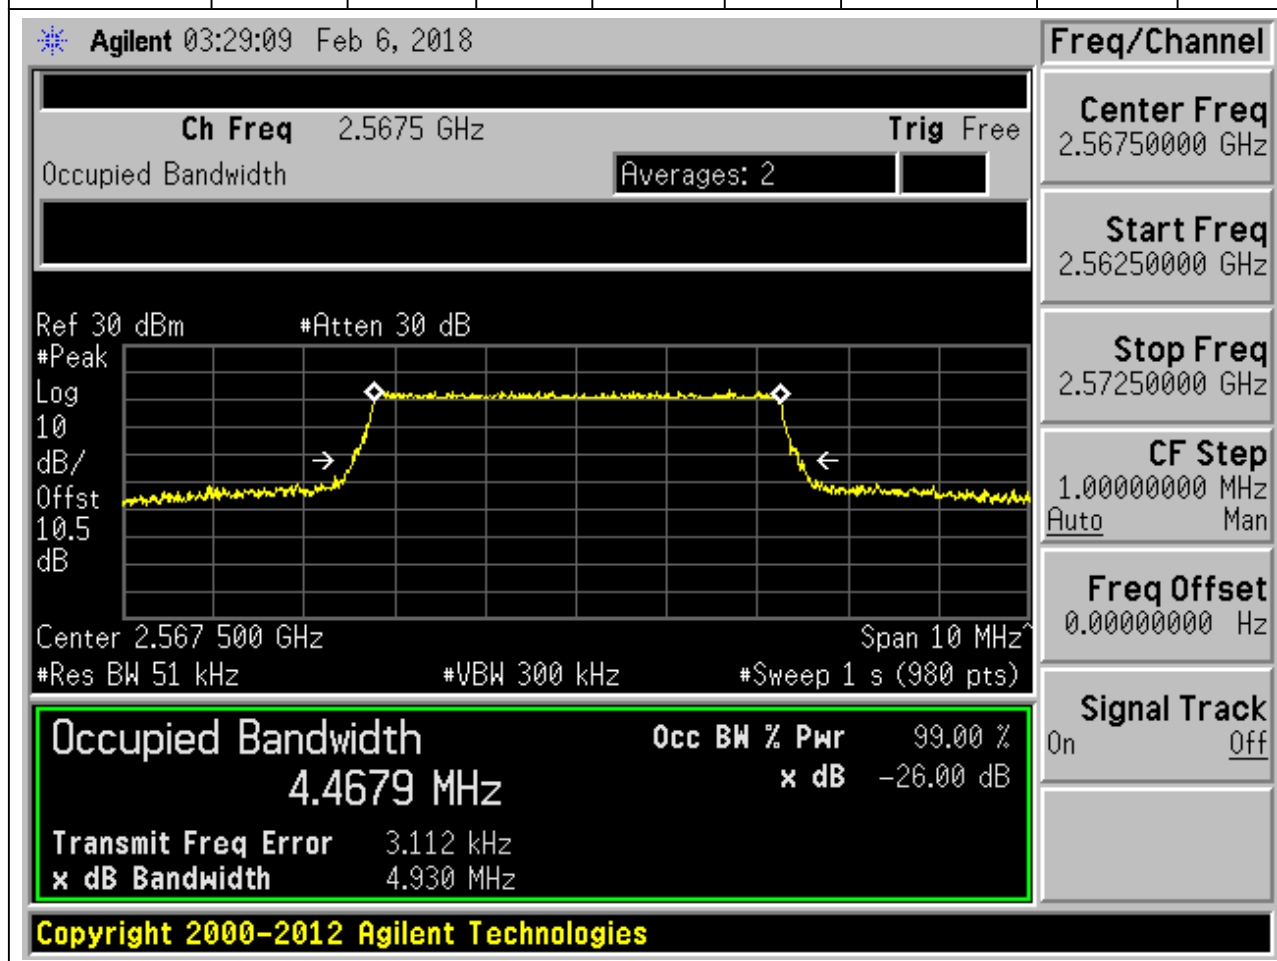 Agilent 03:29:09 Feb 6, 2018
Freq/Channel
Ch Freq 2.5675 GHz Trig Free
Occupied Bandwidth Averages: 2
Center Freq
2.56750000 GHz
Start Freq
2.56250000 GHz
Stop Freq
2.57250000 GHz
CF Step
1.00000000 MHz
Auto Man
Freq Offset
0.00000000 Hz
Signal Track
On Off
Ref 30 dBm #Atten 30 dB
#Peak
Log
10
dB/
Offst
10.5
dB
Center 2.567 500 GHz Span 10 MHz^
#Res BW 51 kHz #VBW 300 kHz #Sweep 1 s (980 pts)
Occupied Bandwidth Occ BW % Pwr 99.00 %
4.4679 MHz x dB -26.00 dB
Transmit Freq Error 3.112 kHz
x dB Bandwidth 4.930 MHz
Copyright 2000-2012 Agilent Technologies